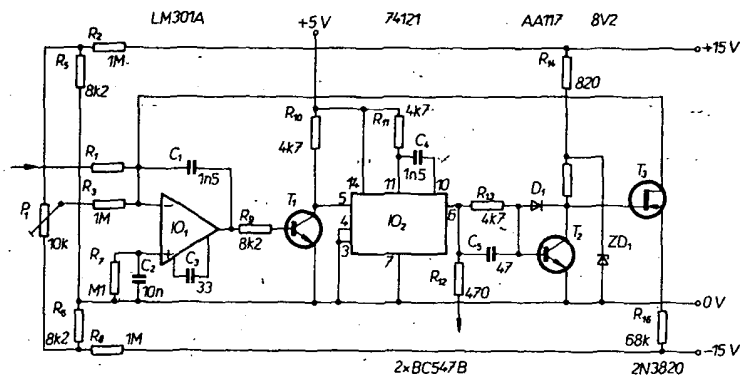 LM301A 74121 AA117 8V2
+5V
R2
+15V
R14
R5
1M
8k2
820
R10
R11
4k7
4k7
C4
1n5
R1
C1
1n5
T3
14
11
10
R13
D1
R3
T1
5
6
P1
1M
IO1
R9
4
IO2
4k7
T2
10k
8k2
3
C5
ZD1
R7
C2
7
47
R12
C3
M1
10n
33
470
0V
R6
R16
8k2
R8
1M
68k
-15V
2xBC547B 2N3820